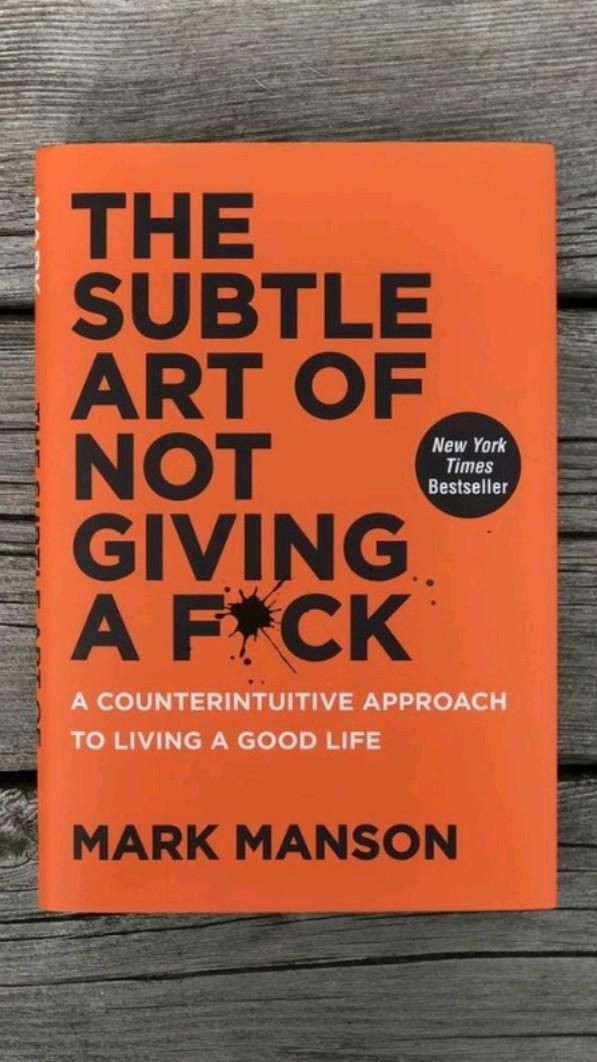 THE
SUBTLE
ART OF
NOT
GIVING
A F*CK
New York
Times
Bestseller
A COUNTERINTUITIVE APPROACH
TO LIVING A GOOD LIFE
MARK MANSON